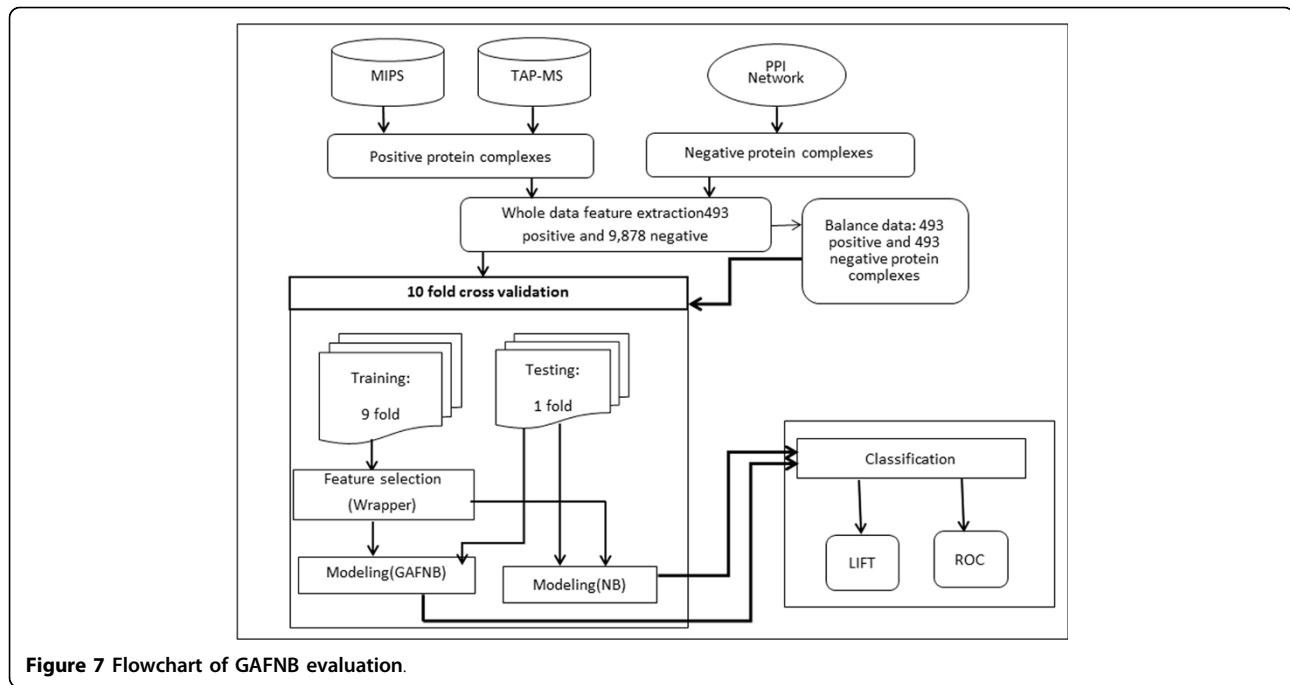 MIPS
TAP-MS
PPI
Network
Positive protein complexes
Negative protein complexes
Whole data feature extraction493
positive and 9,878 negative
Balance data: 493
positive and 493
negative protein
complexes
10 fold cross validation
Training:
9 fold
Testing:
1 fold
Feature selection
(Wrapper)
Modeling(GAFNB)
Modeling(NB)
Classification
LIFT
ROC
Figure 7 Flowchart of GAFNB evaluation.